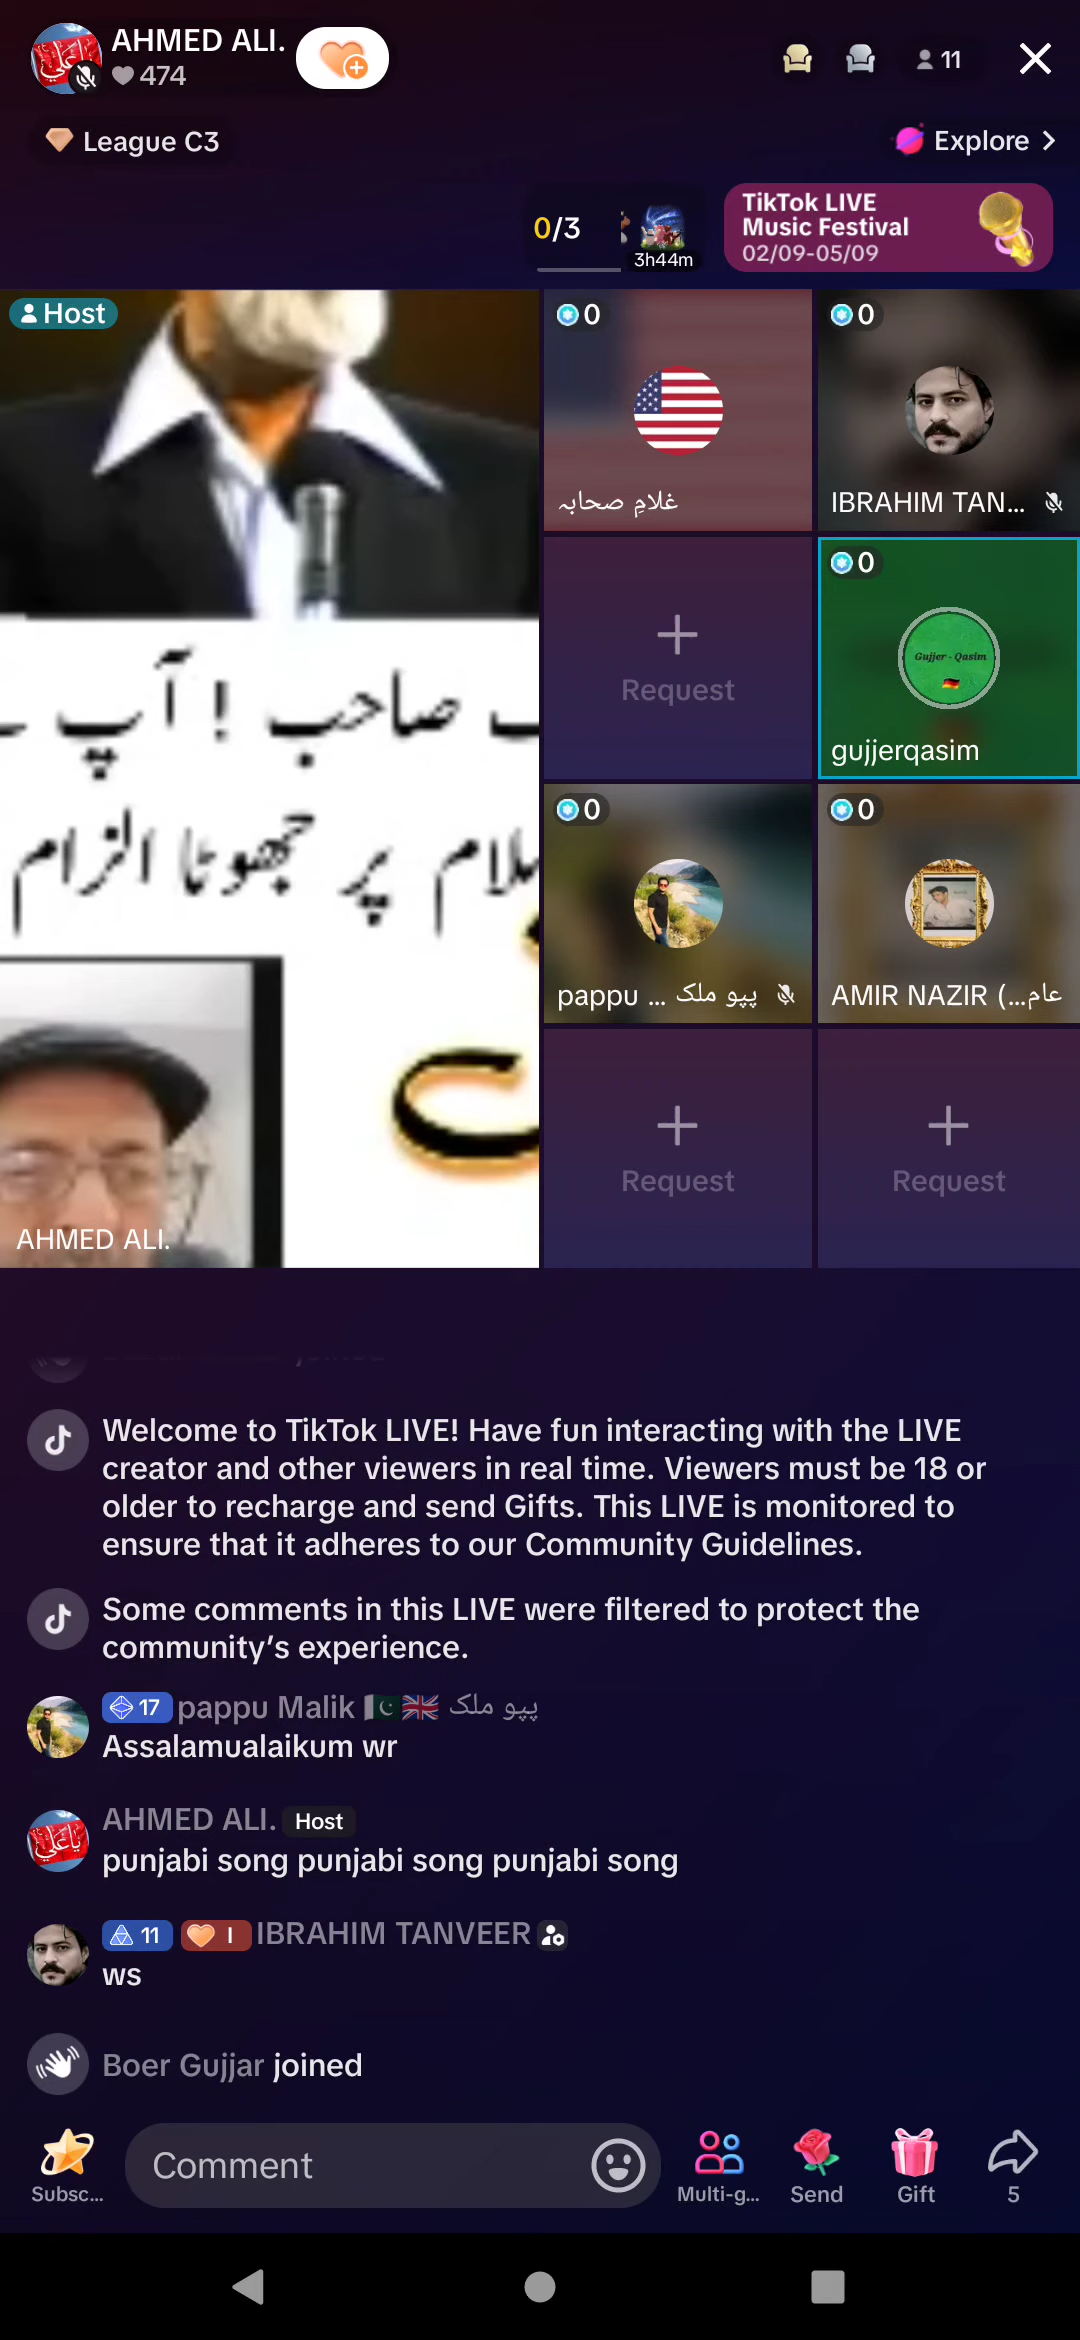 AHMED ALI.
474
11
League C3
Explore
0/3
3h44m
TikTok LIVE
Music Festival
02/09-05/09
Host
صاحب ! آپ
پر جھوٹا الزام
AHMED ALI.
0
غلامِ صحابہ
0
IBRAHIM TAN...
Request
0
Gujjer - Qasim
gujjerqasim
0
pappu ... پپو ملک
0
AMIR NAZIR (...عام
Request
Request
joined
Welcome to TikTok LIVE! Have fun interacting with the LIVE
creator and other viewers in real time. Viewers must be 18 or
older to recharge and send Gifts. This LIVE is monitored to
ensure that it adheres to our Community Guidelines.
Some comments in this LIVE were filtered to protect the
community's experience.
17 pappu Malik 🇵🇰🇬🇧 پپو ملک
Assalamualaikum wr
AHMED ALI. Host
punjabi song punjabi song punjabi song
11 I IBRAHIM TANVEER
ws
Boer Gujjar joined
Subsc...
Comment
Multi-g...
Send
Gift
5